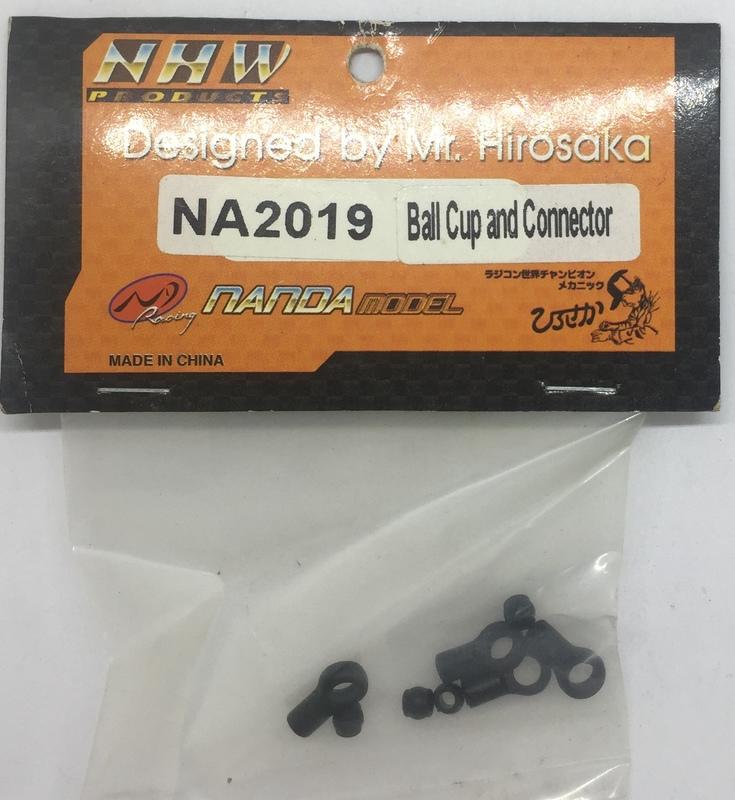 NHW
PRODUCTS
Designed by Mr. Hirosaka
NA2019 Ball Cup and Connector
Racing NANDA MODEL
ラジコン世界チャンピオン
メカニック
ひろさか
MADE IN CHINA